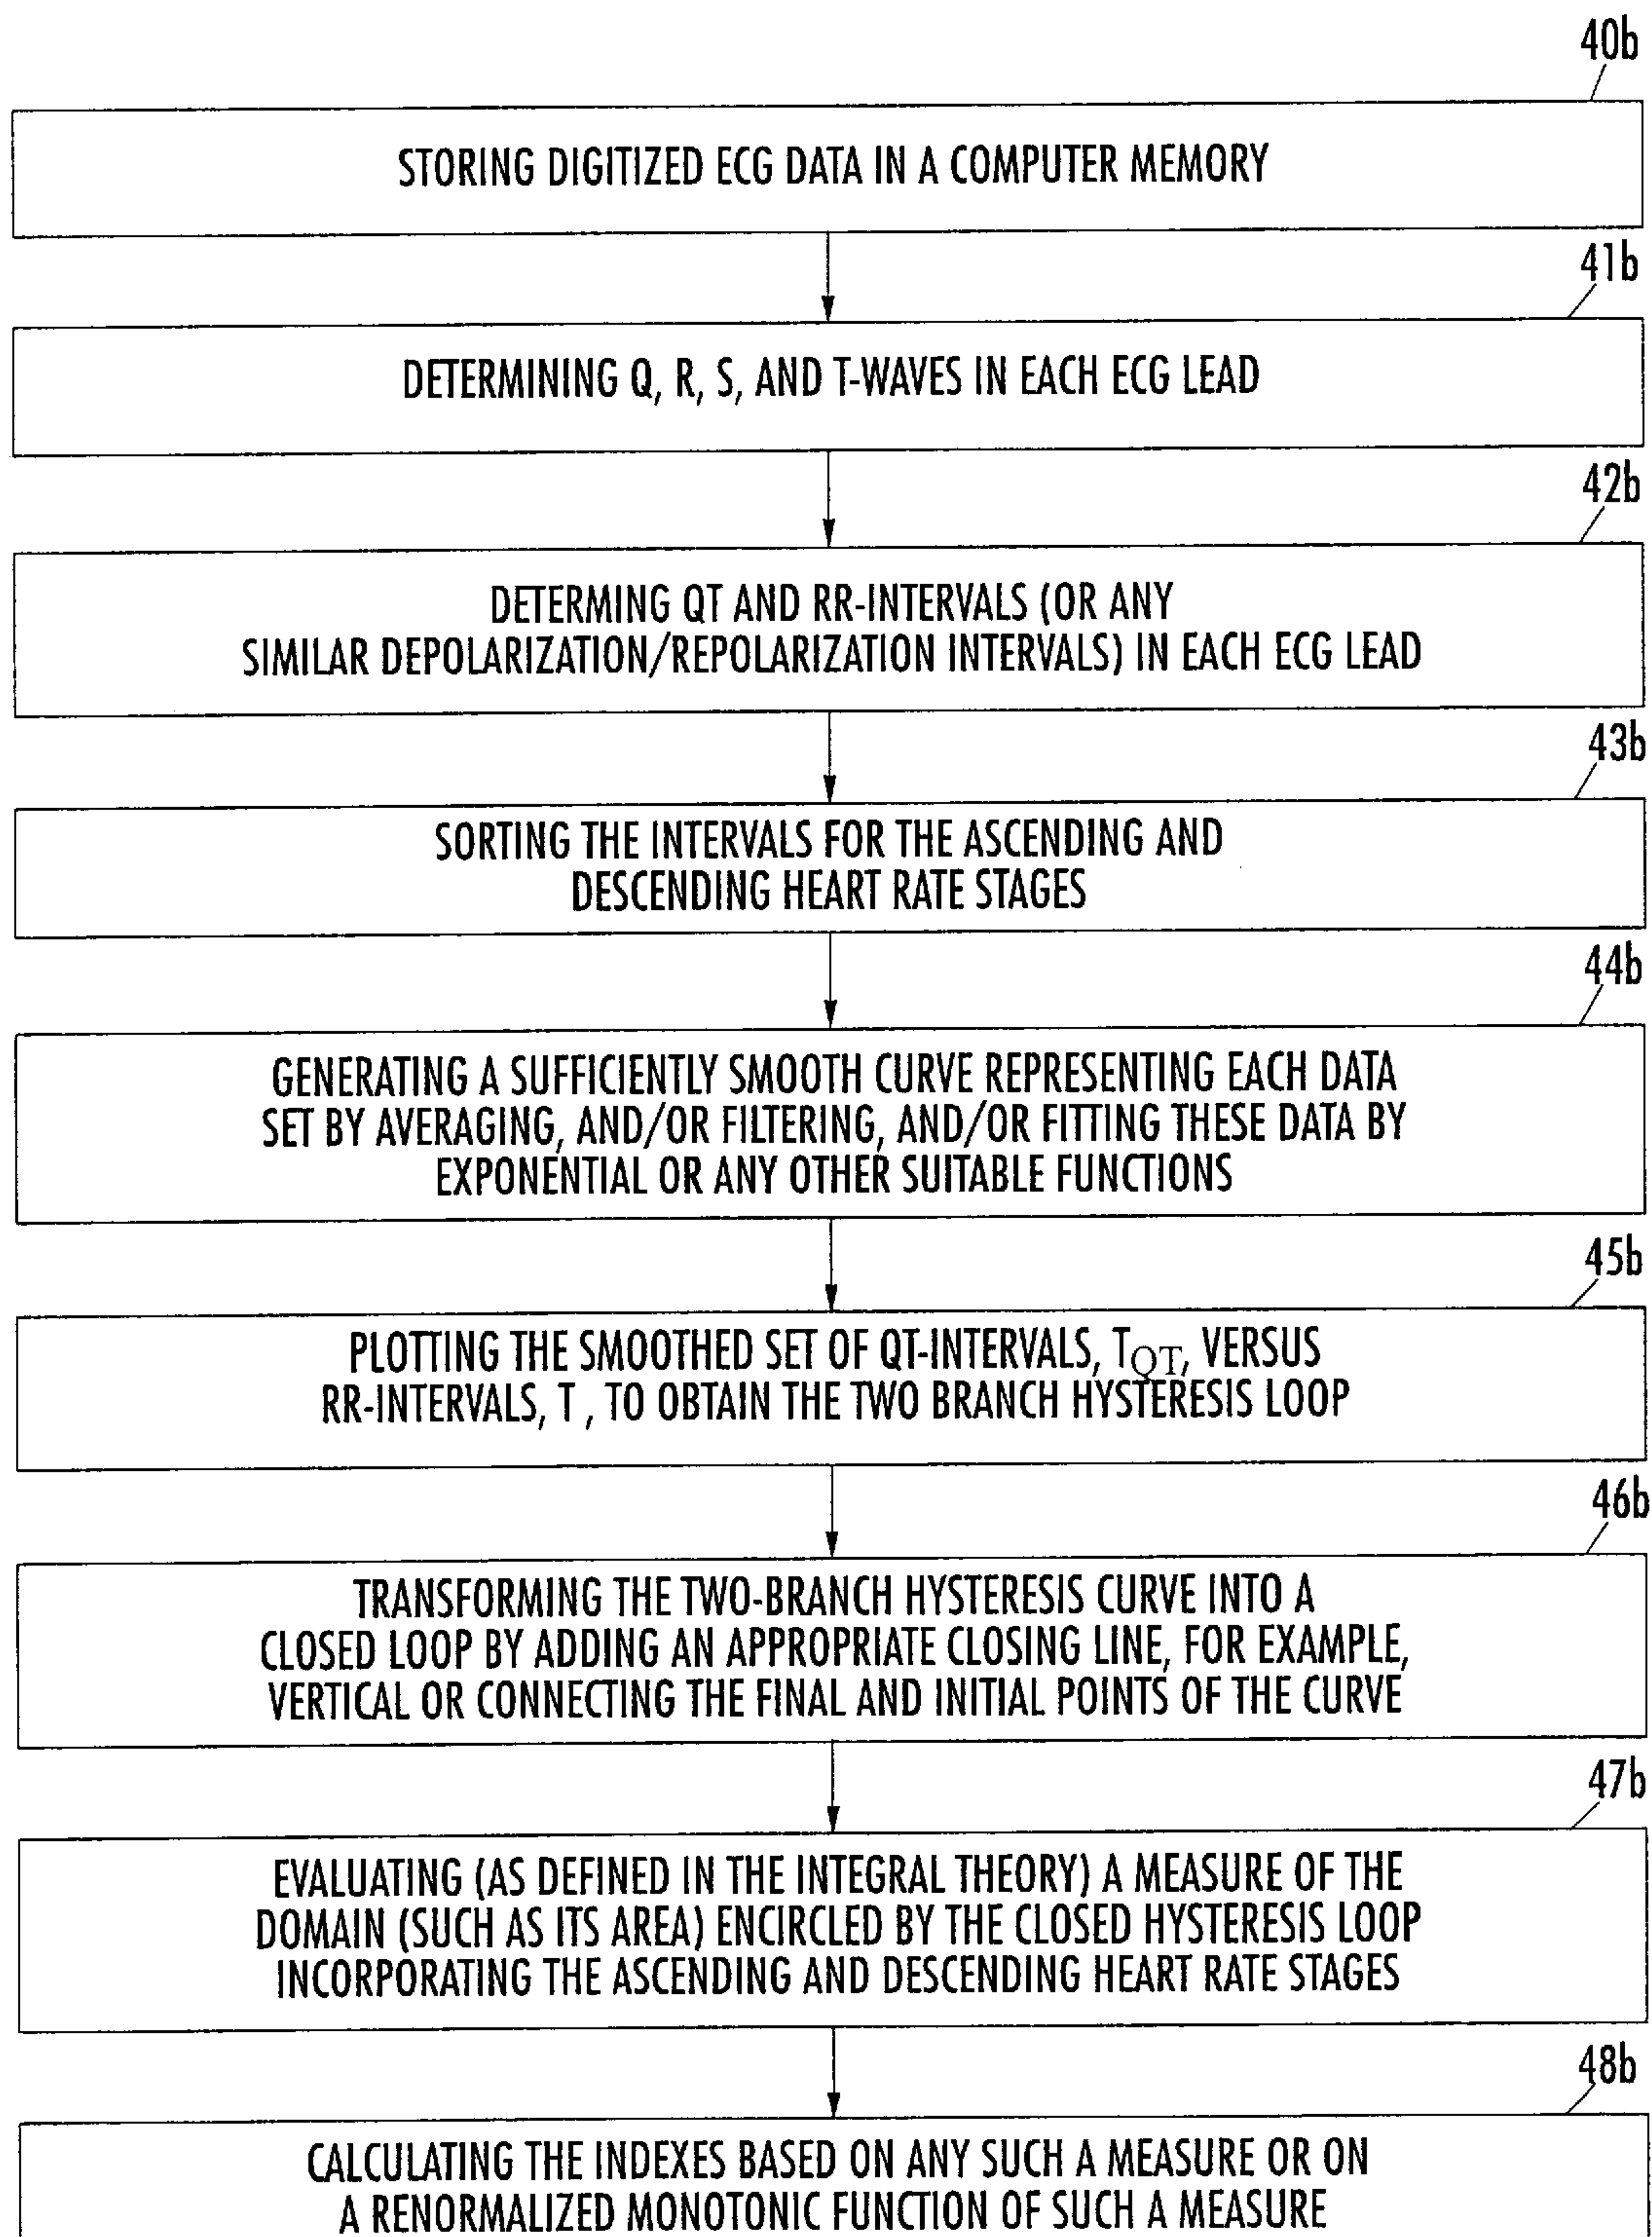 40b
STORING DIGITIZED ECG DATA IN A COMPUTER MEMORY
41b
DETERMINING Q, R, S, AND T-WAVES IN EACH ECG LEAD
42b
DETERMING QT AND RR-INTERVALS (OR ANY
SIMILAR DEPOLARIZATION/REPOLARIZATION INTERVALS) IN EACH ECG LEAD
43b
SORTING THE INTERVALS FOR THE ASCENDING AND
DESCENDING HEART RATE STAGES
44b
GENERATING A SUFFICIENTLY SMOOTH CURVE REPRESENTING EACH DATA
SET BY AVERAGING, AND/OR FILTERING, AND/OR FITTING THESE DATA BY
EXPONENTIAL OR ANY OTHER SUITABLE FUNCTIONS
45b
PLOTTING THE SMOOTHED SET OF QT-INTERVALS, TQT, VERSUS
RR-INTERVALS, T , TO OBTAIN THE TWO BRANCH HYSTERESIS LOOP
46b
TRANSFORMING THE TWO-BRANCH HYSTERESIS CURVE INTO A
CLOSED LOOP BY ADDING AN APPROPRIATE CLOSING LINE, FOR EXAMPLE,
VERTICAL OR CONNECTING THE FINAL AND INITIAL POINTS OF THE CURVE
47b
EVALUATING (AS DEFINED IN THE INTEGRAL THEORY) A MEASURE OF THE
DOMAIN (SUCH AS ITS AREA) ENCIRCLED BY THE CLOSED HYSTERESIS LOOP
INCORPORATING THE ASCENDING AND DESCENDING HEART RATE STAGES
48b
CALCULATING THE INDEXES BASED ON ANY SUCH A MEASURE OR ON
A RENORMALIZED MONOTONIC FUNCTION OF SUCH A MEASURE